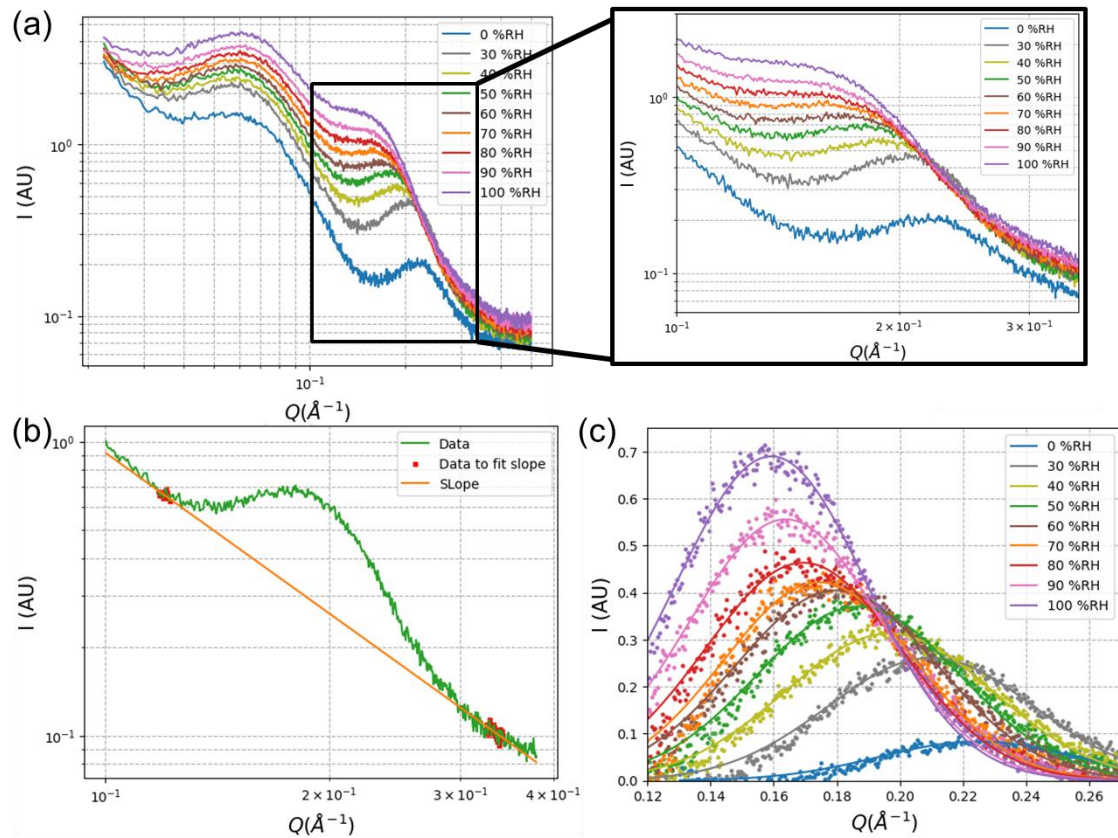 (a)
I (AU)
10⁰
10⁻¹
10⁻¹
Q(Å⁻¹)
0 %RH
30 %RH
40 %RH
50 %RH
60 %RH
70 %RH
80 %RH
90 %RH
100 %RH
I (AU)
10⁰
10⁻¹
10⁻¹
2 × 10⁻¹
3 × 10⁻¹
Q(Å⁻¹)
0 %RH
30 %RH
40 %RH
50 %RH
60 %RH
70 %RH
80 %RH
90 %RH
100 %RH
(b)
I (AU)
10⁰
10⁻¹
10⁻¹
2 × 10⁻¹
3 × 10⁻¹
4 × 10⁻¹
Q(Å⁻¹)
Data
Data to fit slope
SLope
(c)
I (AU)
0.7
0.6
0.5
0.4
0.3
0.2
0.1
0.0
0.12
0.14
0.16
0.18
0.20
0.22
0.24
0.26
Q(Å⁻¹)
0 %RH
30 %RH
40 %RH
50 %RH
60 %RH
70 %RH
80 %RH
90 %RH
100 %RH